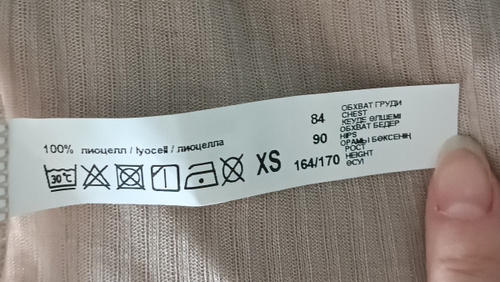 100% лиоцелл / lyocell / лиоцелла
30°C
XS
84
90
164/170
ОБХВАТ ГРУДИ
CHEST
КЕУДЕ ӨЛШЕМІ
ОБХВАТ БЕДЕР
HIPS
ОРАМЫ БӨКСЕНІҢ
РОСТ
HEIGHT
ӨСУІ